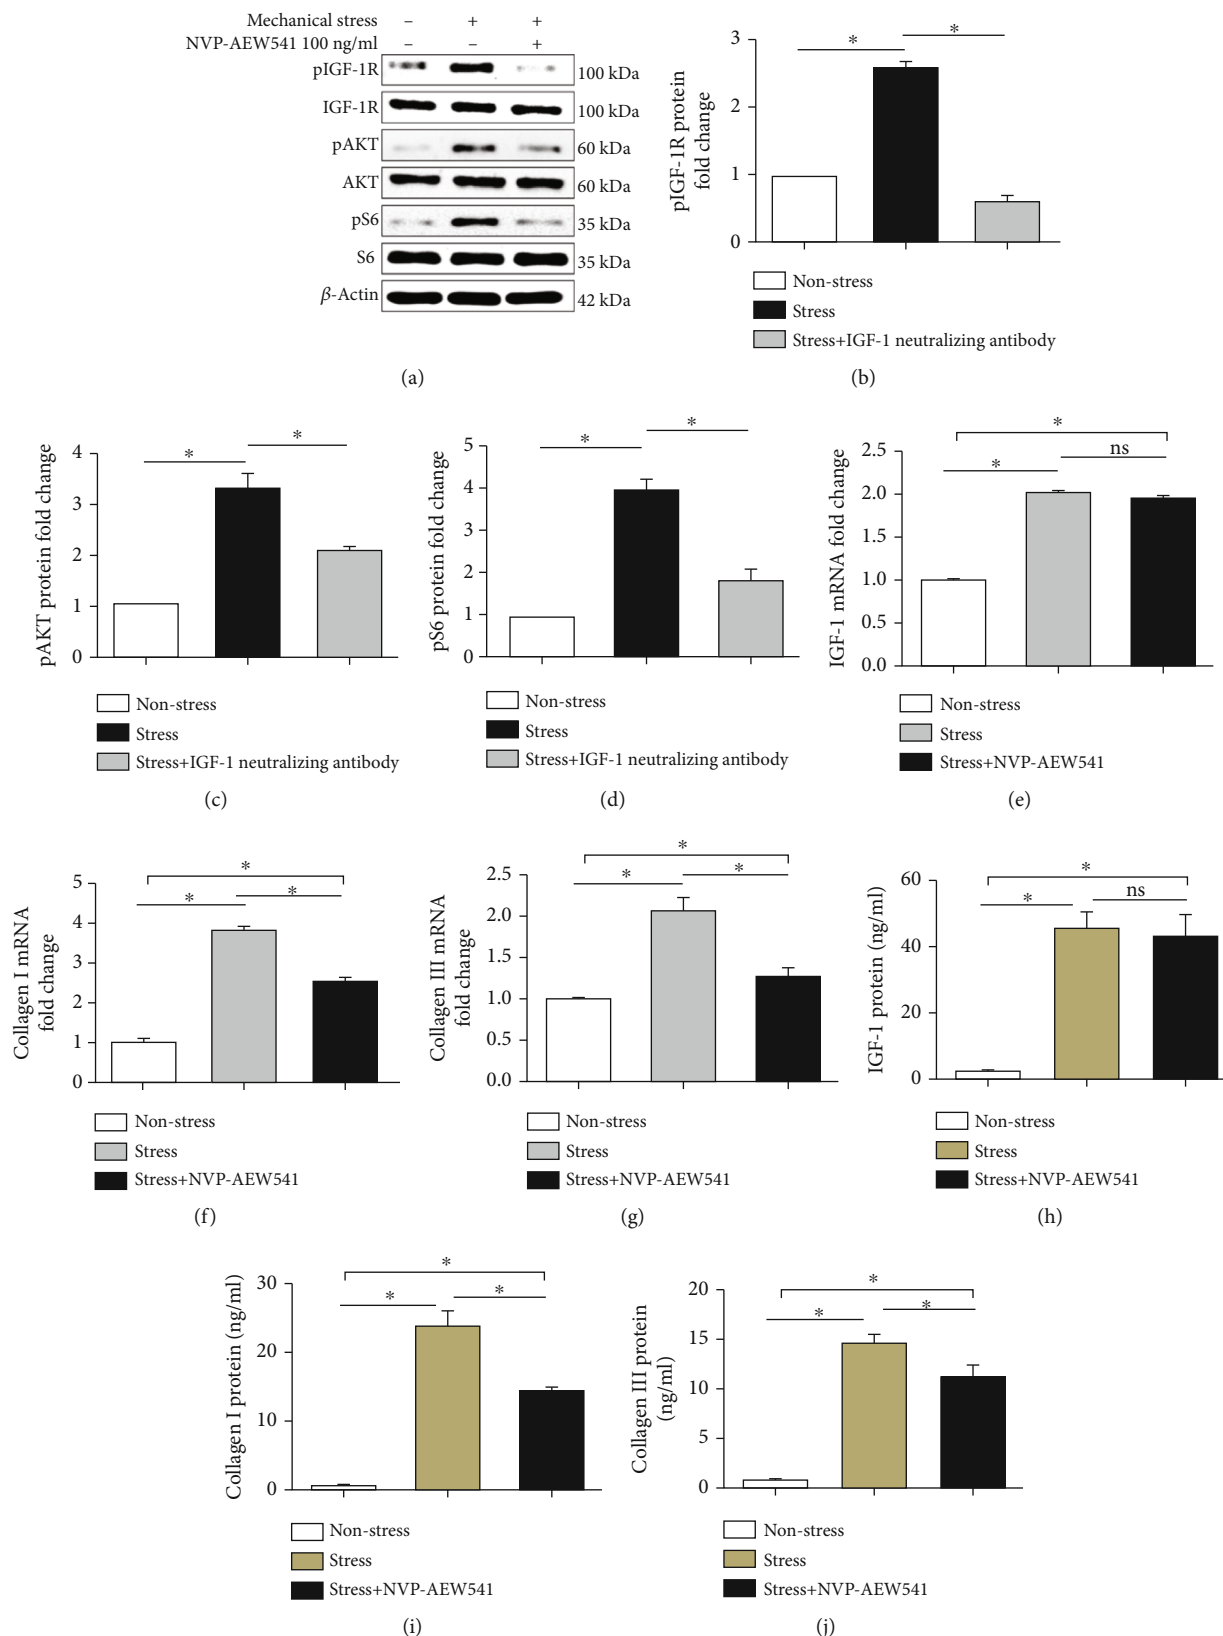 Mechanical stress – + +
NVP-AEW541 100 ng/ml – – +
pIGF-1R 100 kDa
IGF-1R 100 kDa
pAKT 60 kDa
AKT 60 kDa
pS6 35 kDa
S6 35 kDa
β-Actin 42 kDa
(a)
pIGF-1R protein
fold change
3
2
1
0
* *
Non-stress
Stress
Stress+IGF-1 neutralizing antibody
(b)
pAKT protein fold change
4
3
2
1
0
* *
Non-stress
Stress
Stress+IGF-1 neutralizing antibody
(c)
pS6 protein fold change
5
4
2
1
0
* *
Non-stress
Stress
Stress+IGF-1 neutralizing antibody
(d)
IGF-1 mRNA fold change
2.5
2.0
1.5
1.0
0.5
0.0
*
* ns
Non-stress
Stress
Stress+NVP-AEW541
(e)
Collagen I mRNA
fold change
5
4
3
2
1
0
*
* *
Non-stress
Stress
Stress+NVP-AEW541
(f)
Collagen III mRNA
fold change
2.5
2.0
1.5
1.0
0.5
0.0
*
* *
Non-stress
Stress
Stress+NVP-AEW541
(g)
IGF-1 protein (ng/ml)
60
40
20
0
*
* ns
Non-stress
Stress
Stress+NVP-AEW541
(h)
Collagen I protein (ng/ml)
30
20
10
0
*
* *
Non-stress
Stress
Stress+NVP-AEW541
(i)
Collagen III protein
(ng/ml)
20
15
10
5
0
*
* *
Non-stress
Stress
Stress+NVP-AEW541
(j)